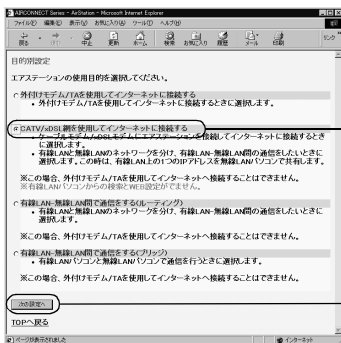 AIRCONNECT Series - AirStation - Microsoft Internet Explorer
ファイル(F) 編集(E) 表示(V) お気に入り(A) ツール(T) ヘルプ(H)
戻る 進む 中止 更新 ホーム 検索 お気に入り 履歴 メール 印刷 リンク »
目的別設定
エアステーションの使用目的を選択してください。
外付けモデム/TAを使用してインターネットに接続する
• 外付けモデム/TAを使用してインターネットに接続するときに選択します。
CATV/xDSL網を使用してインターネットに接続する
• ケーブルモデム/xDSLモデムにエアステーションを接続してインターネットに接続するとき
に選択します。
• 有線LANと無線LANのネットワークを分け、有線LAN-無線LAN間の通信をしたいときに
選択します。この時は、有線LAN上の1つのIPアドレスを無線LANパソコンで共有します。
※この場合、外付けモデム/TAを使用してインターネットへ接続することはできません。
※有線LANパソコンからの検索とWEB設定ができません。
有線LAN-無線LAN間で通信をする(ルーティング)
• 有線LANと無線LANのネットワークを分け、有線LAN-無線LAN間の通信をしたいときに
選択します。
※この場合、外付けモデム/TAを使用してインターネットへ接続することはできません。
有線LAN-無線LAN間で通信をする(ブリッジ)
• 有線LANパソコンと無線LANパソコンで通信を行うときに選択します。
※この場合、外付けモデム/TAを使用してインターネットへ接続することはできません。
次の設定へ
TOPへ戻る
ページが表示されました インターネット